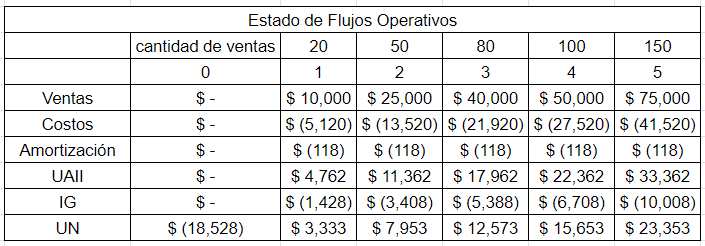 Estado de Flujos Operativos
cantidad de ventas 20 50 80 100 150
0 1 2 3 4 5
Ventas $ - $ 10,000 $ 25,000 $ 40,000 $ 50,000 $ 75,000
Costos $ - $ (5,120) $ (13,520) $ (21,920) $ (27,520) $ (41,520)
Amortización $ - $ (118) $ (118) $ (118) $ (118) $ (118)
UAII $ - $ 4,762 $ 11,362 $ 17,962 $ 22,362 $ 33,362
IG $ - $ (1,428) $ (3,408) $ (5,388) $ (6,708) $ (10,008)
UN $ (18,528) $ 3,333 $ 7,953 $ 12,573 $ 15,653 $ 23,353